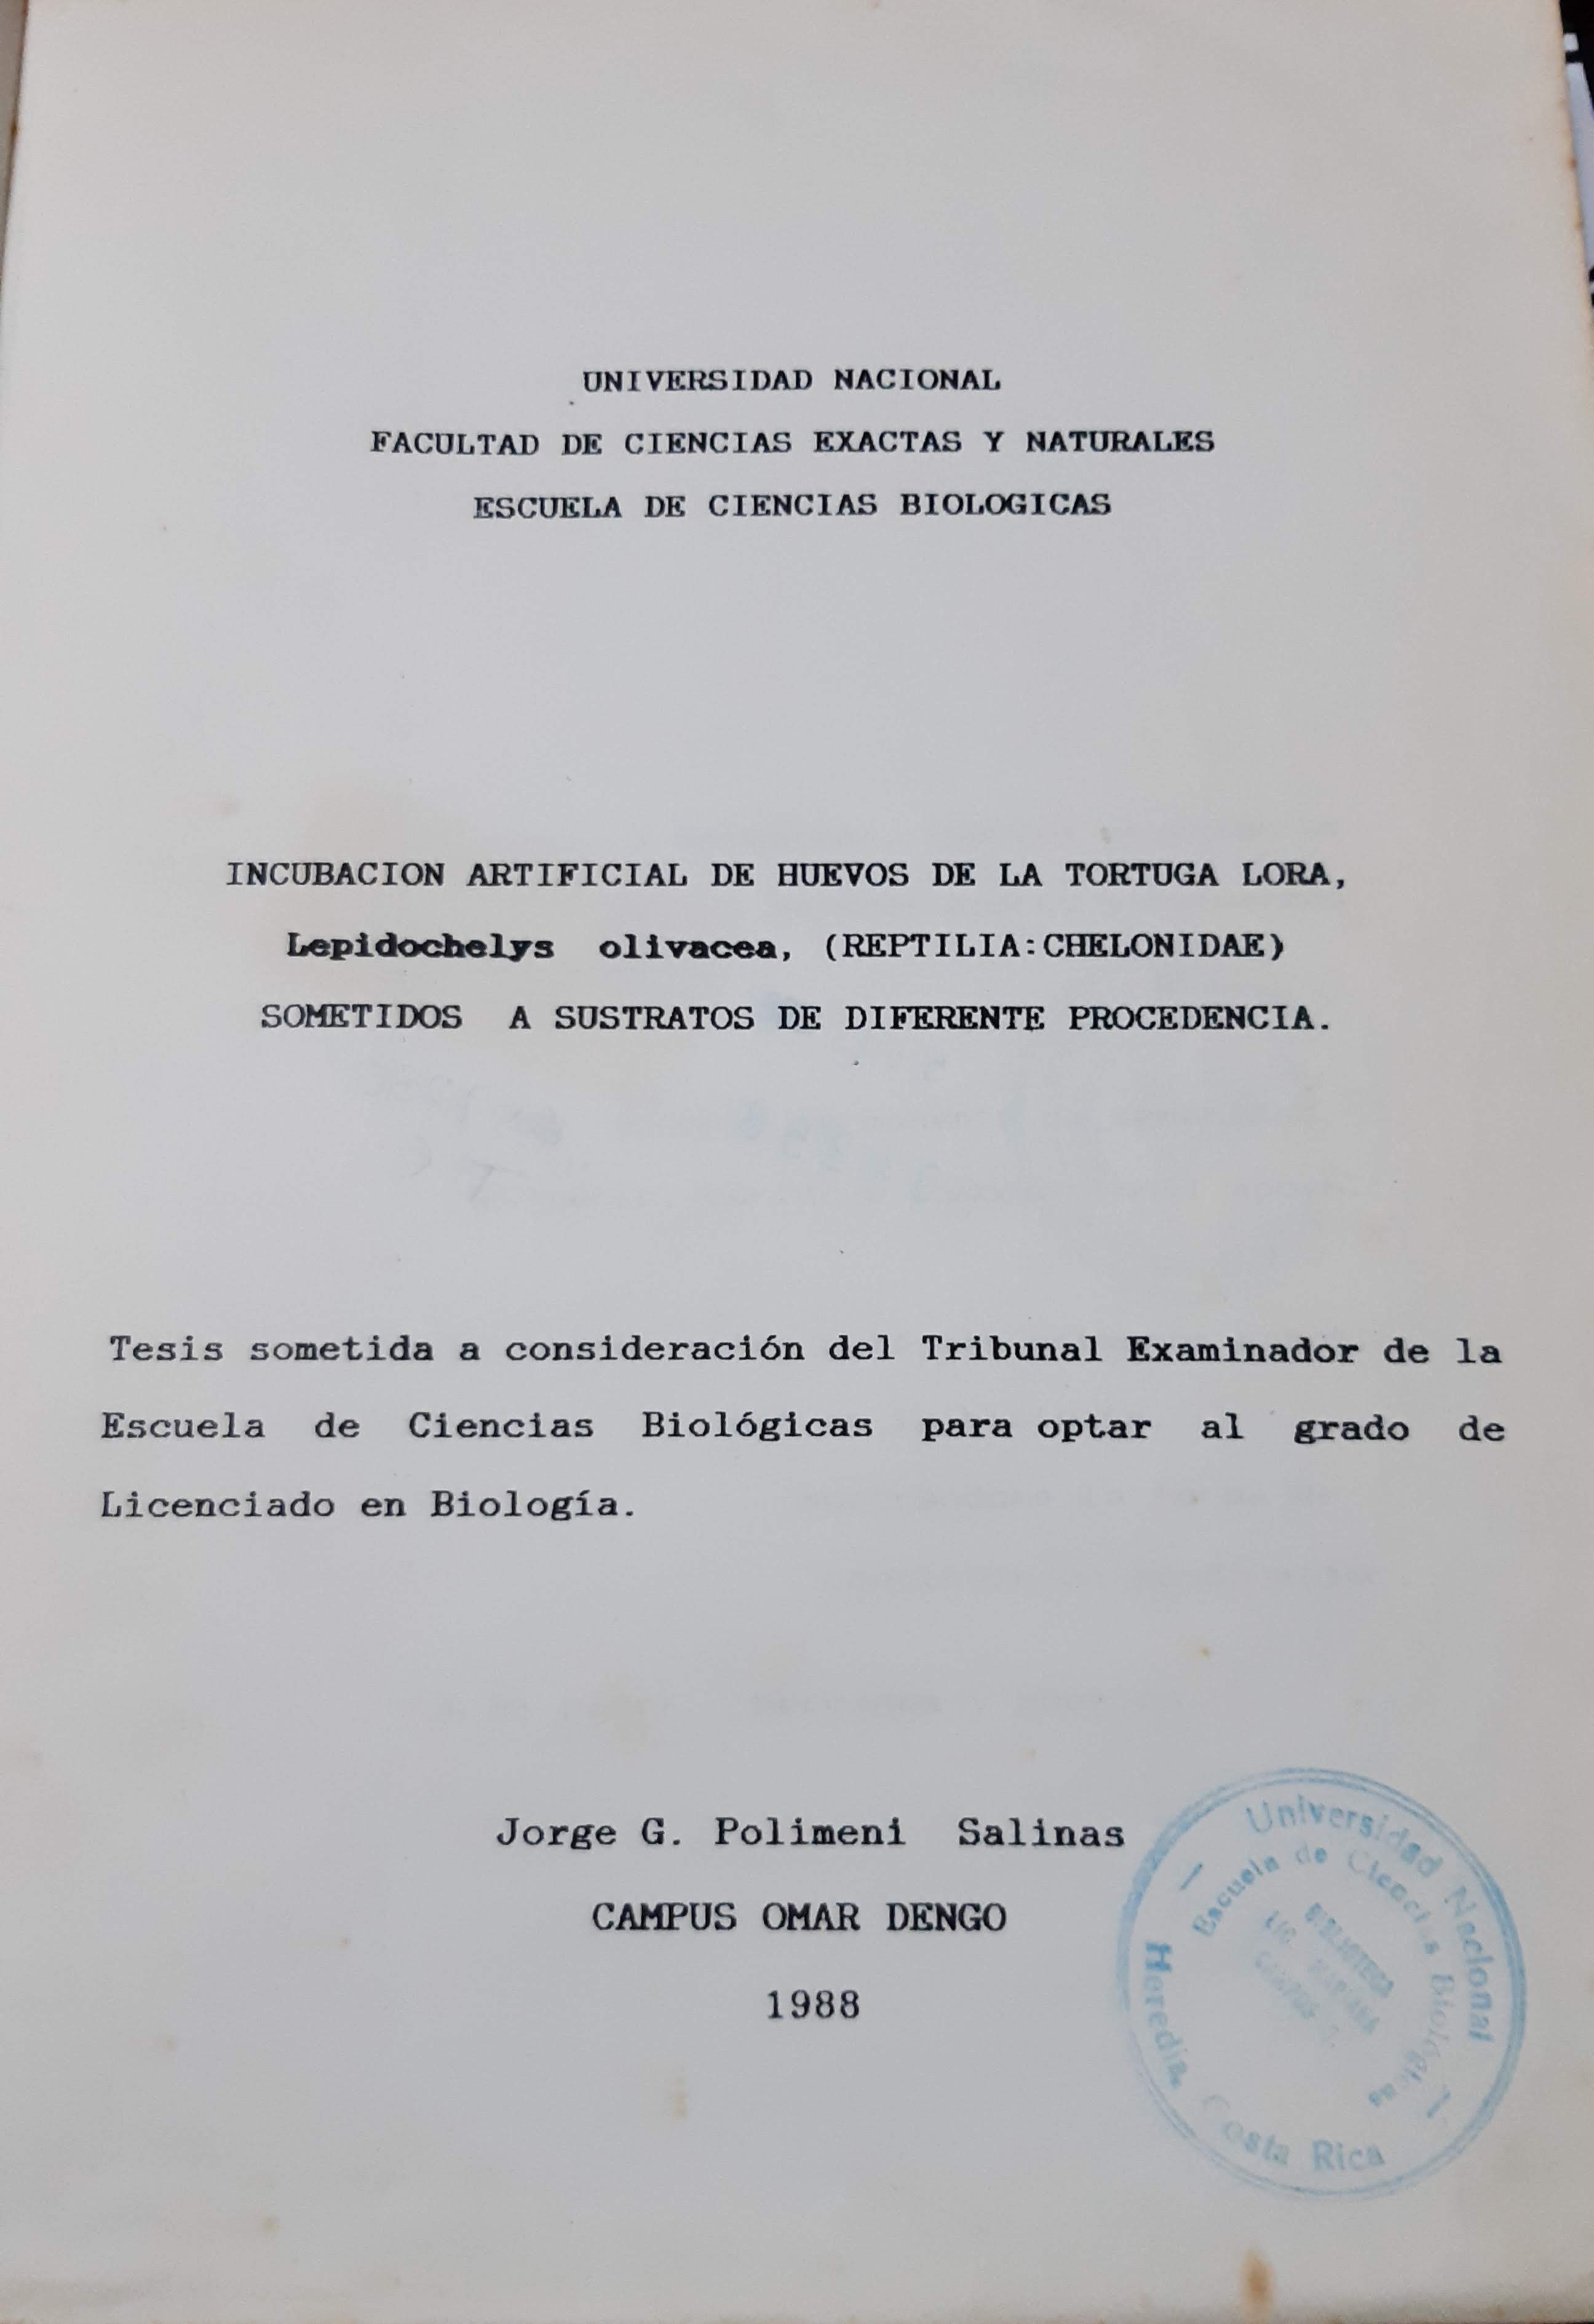 UNIVERSIDAD NACIONAL
FACULTAD DE CIENCIAS EXACTAS Y NATURALES
ESCUELA DE CIENCIAS BIOLOGICAS
INCUBACION ARTIFICIAL DE HUEVOS DE LA TORTUGA LORA,
Lepidochelys olivacea, (REPTILIA:CHELONIDAE)
SOMETIDOS A SUSTRATOS DE DIFERENTE PROCEDENCIA.
Tesis sometida a consideración del Tribunal Examinador de la
Escuela de Ciencias Biológicas para optar al grado de
Licenciado en Biología.
Jorge G. Polimeni Salinas
CAMPUS OMAR DENGO
1988
Universidad Nacional
Escuela de Ciencias
BIBLIOTECA
Heredia, Costa Rica